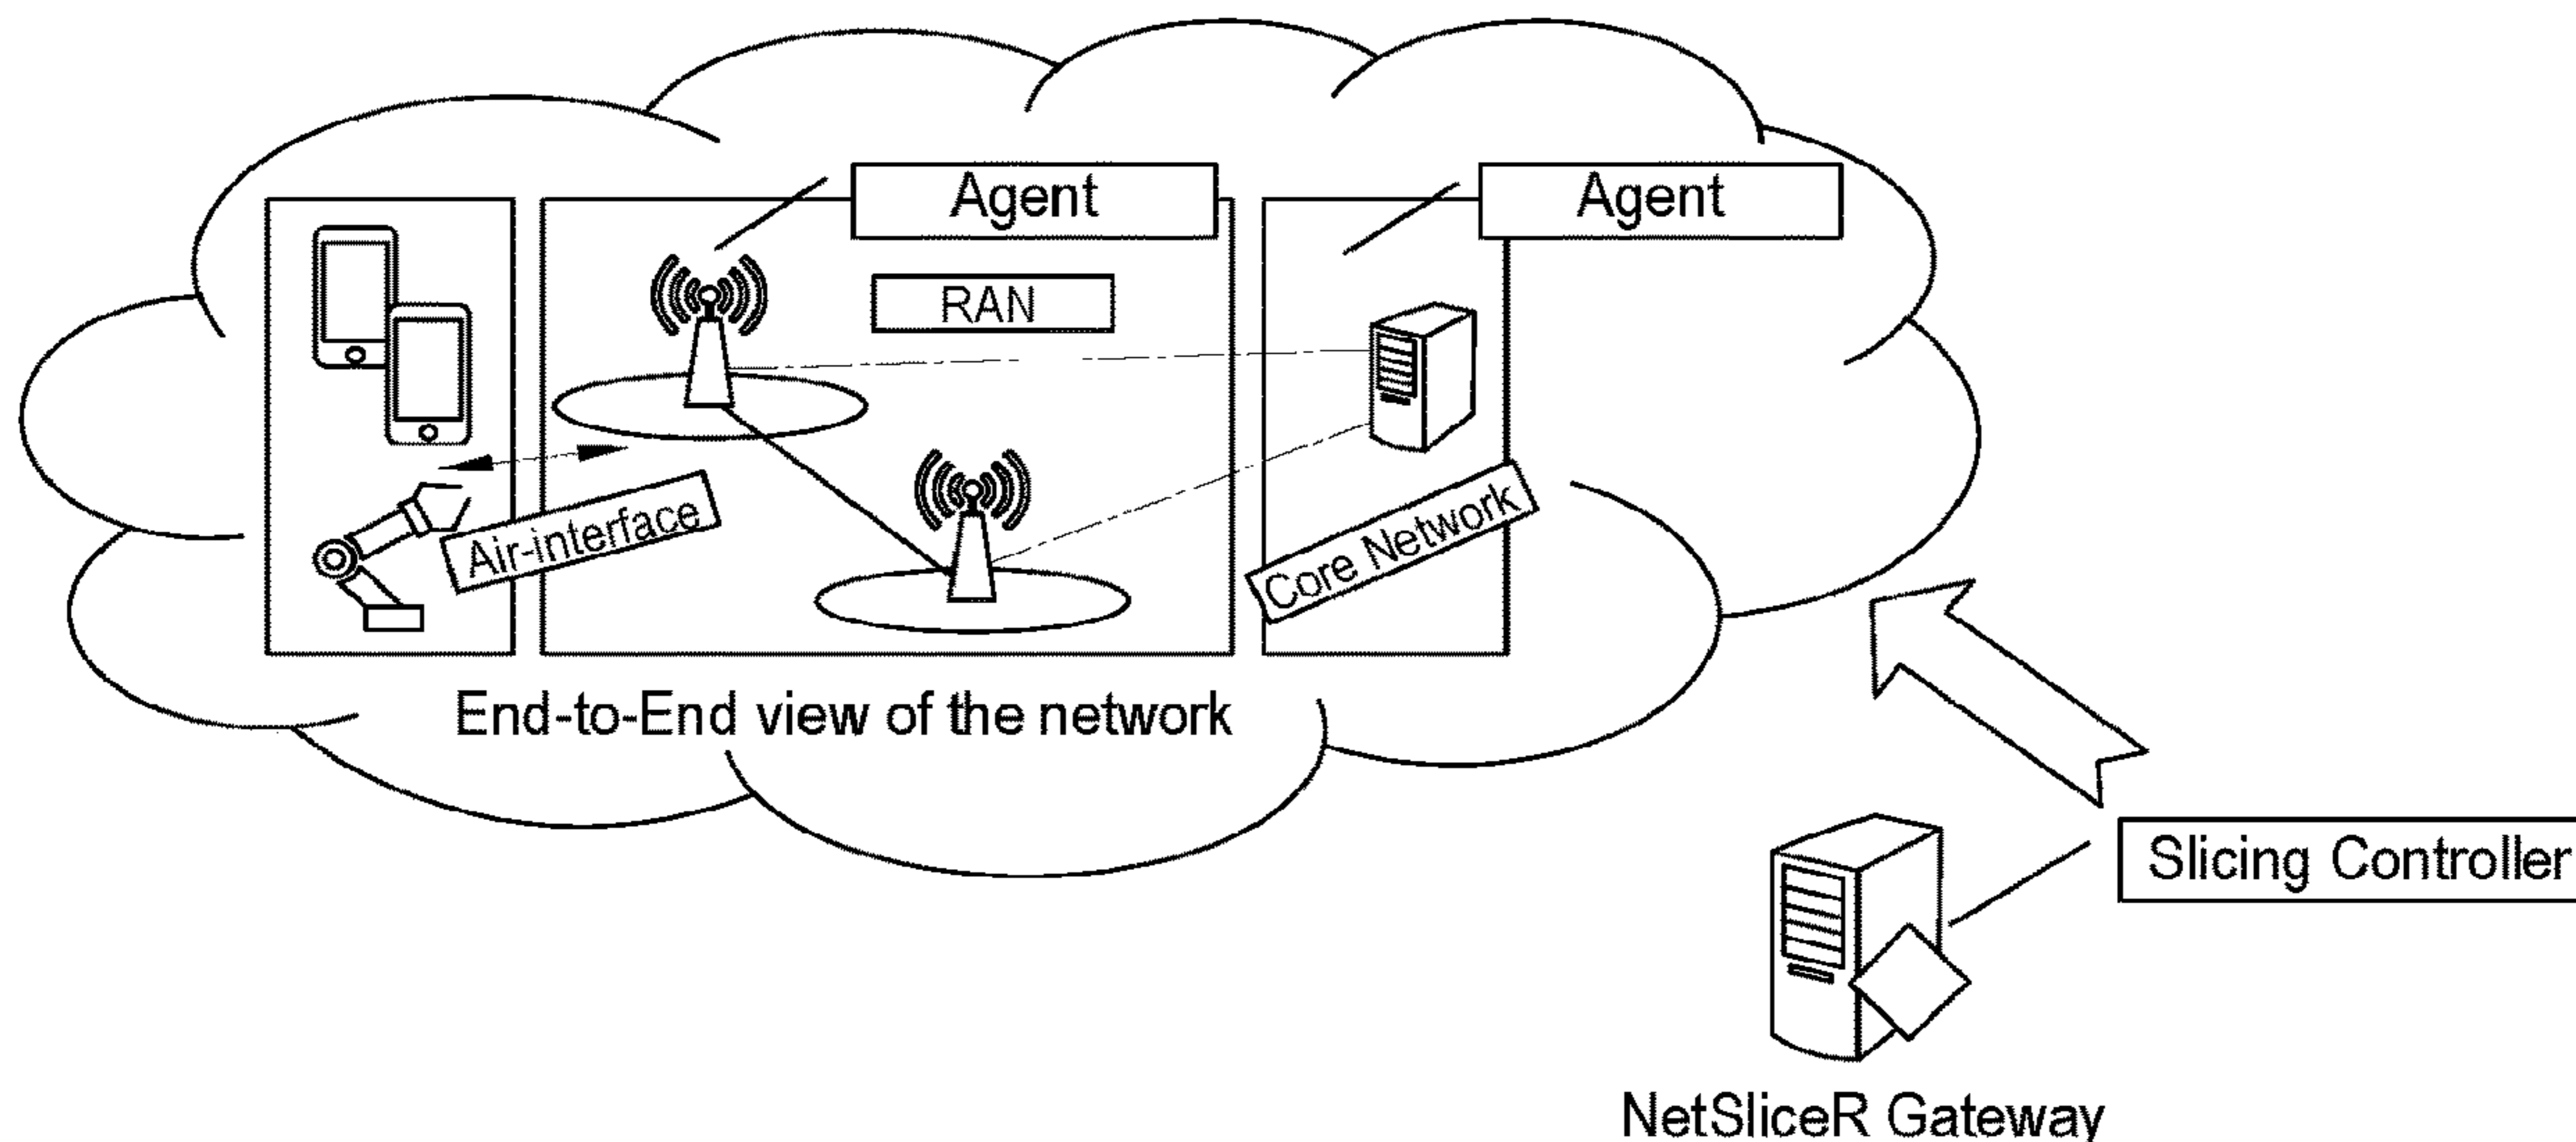 Agent
Agent
RAN
Air-interface
Core Network
End-to-End view of the network
Slicing Controller
NetSliceR Gateway